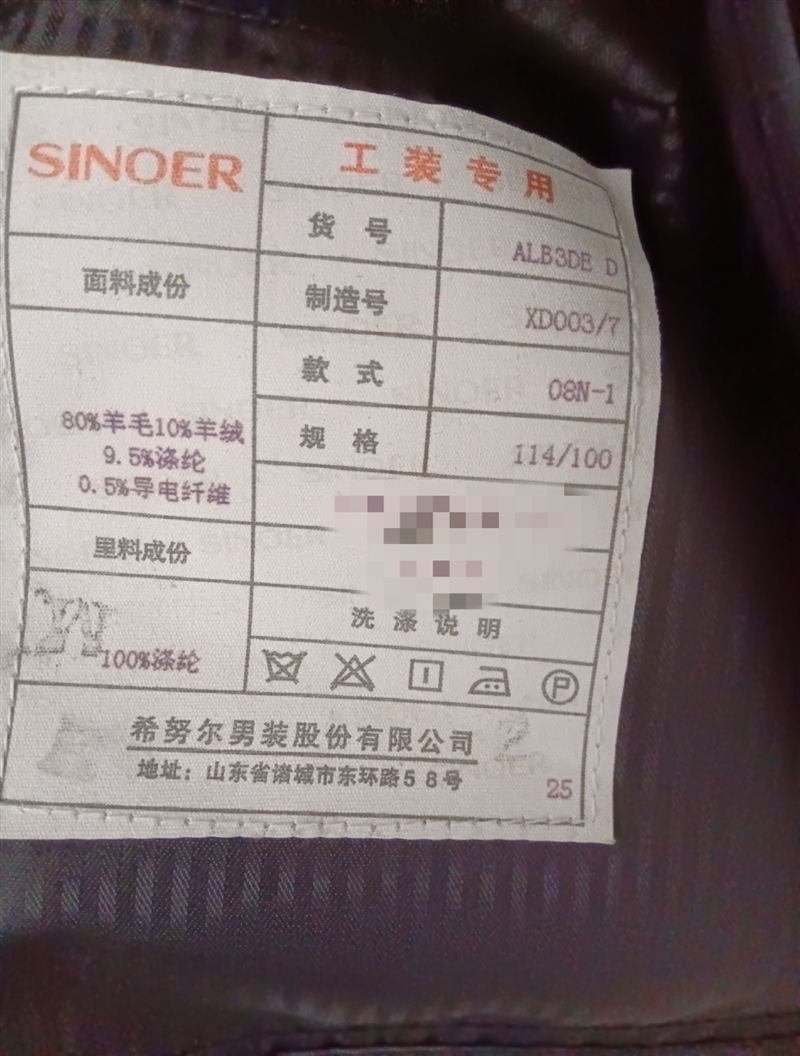 SINOER
工装专用
货号 ALB3DE D
面料成份
制造号 XD003/7
款式 08N-1
80%羊毛10%羊绒
9.5%涤纶
0.5%导电纤维
规格 114/100
里料成份
100%涤纶
洗涤说明
P
希努尔男装股份有限公司
地址：山东省诸城市东环路58号
25